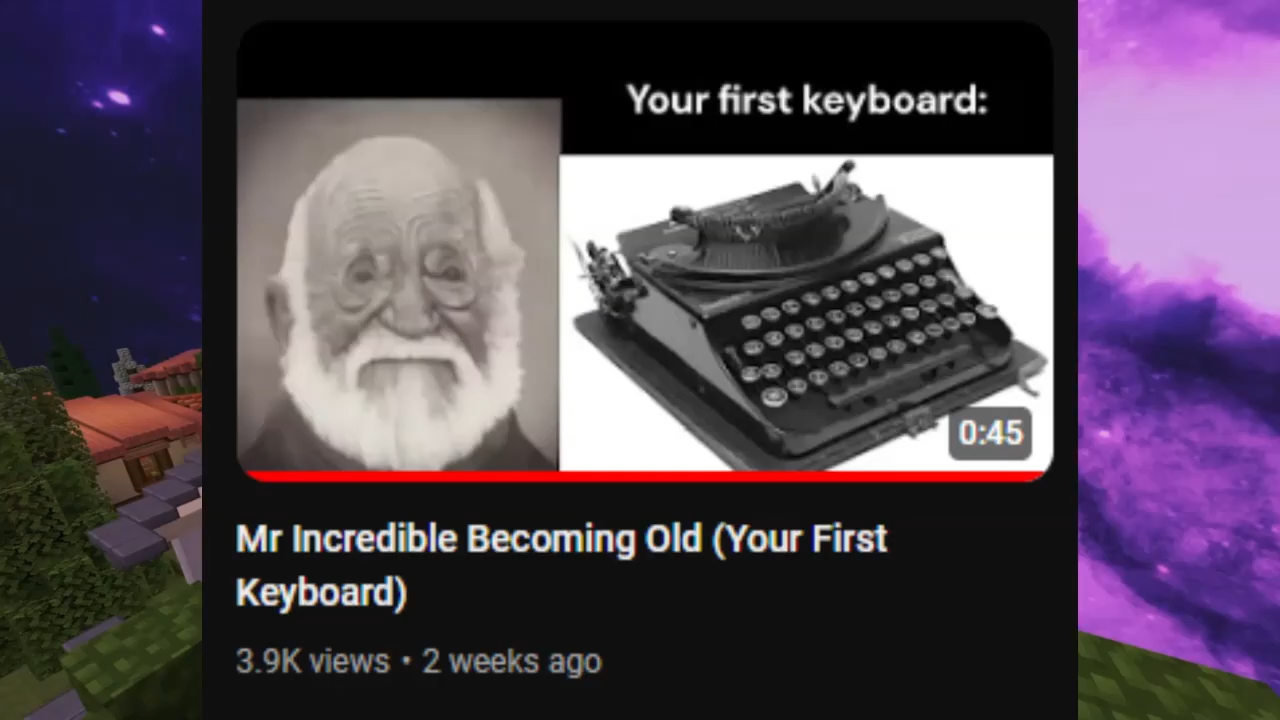 Your first keyboard:
0:45
Mr Incredible Becoming Old (Your First
Keyboard)
3.9K views • 2 weeks ago